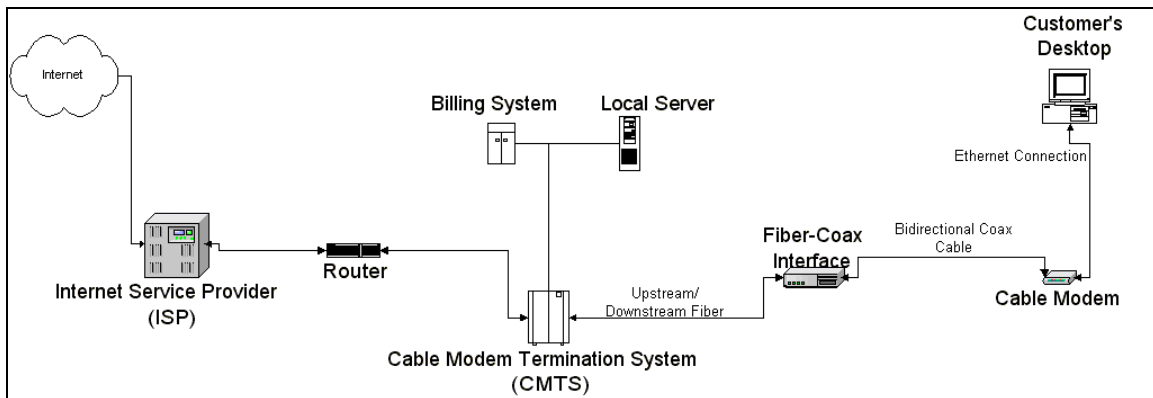 Internet
Internet Service Provider
(ISP)
Router
Billing System
Local Server
Cable Modem Termination System
(CMTS)
Upstream/
Downstream Fiber
Fiber-Coax
Interface
Bidirectional Coax
Cable
Customer's
Desktop
Ethernet Connection
Cable Modem